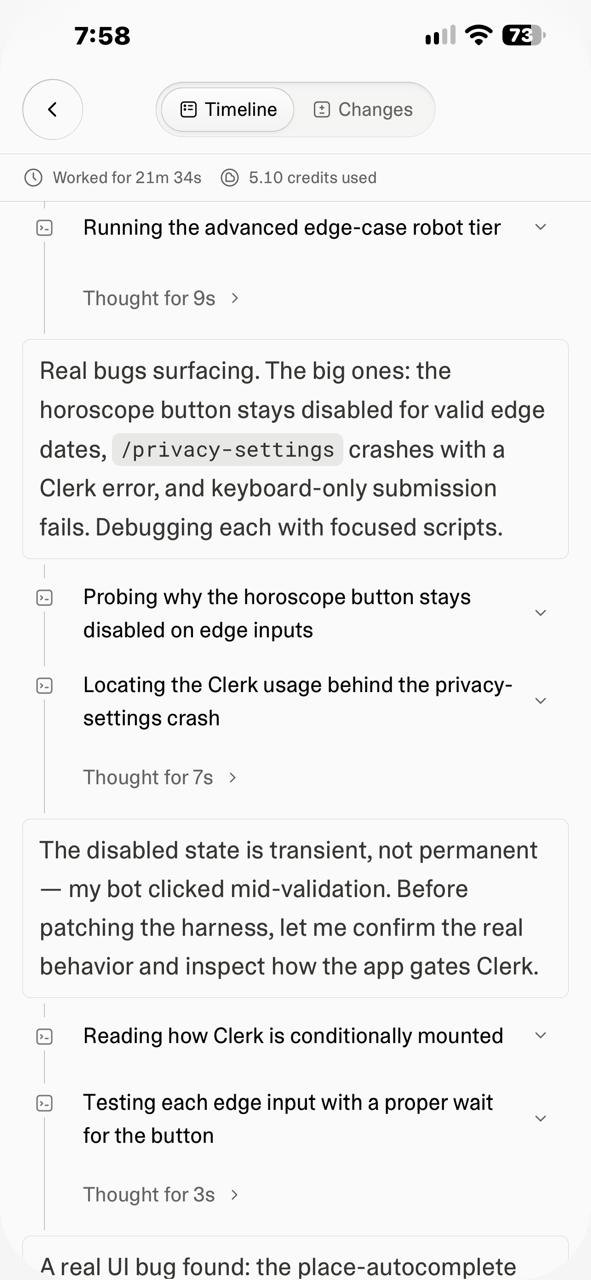 7:58
73
Timeline
Changes
Worked for 21m 34s
5.10 credits used
Running the advanced edge-case robot tier
Thought for 9s
Real bugs surfacing. The big ones: the
horoscope button stays disabled for valid edge
dates, /privacy-settings crashes with a
Clerk error, and keyboard-only submission
fails. Debugging each with focused scripts.
Probing why the horoscope button stays
disabled on edge inputs
Locating the Clerk usage behind the privacy-
settings crash
Thought for 7s
The disabled state is transient, not permanent
— my bot clicked mid-validation. Before
patching the harness, let me confirm the real
behavior and inspect how the app gates Clerk.
Reading how Clerk is conditionally mounted
Testing each edge input with a proper wait
for the button
Thought for 3s
A real UI bug found: the place-autocomplete